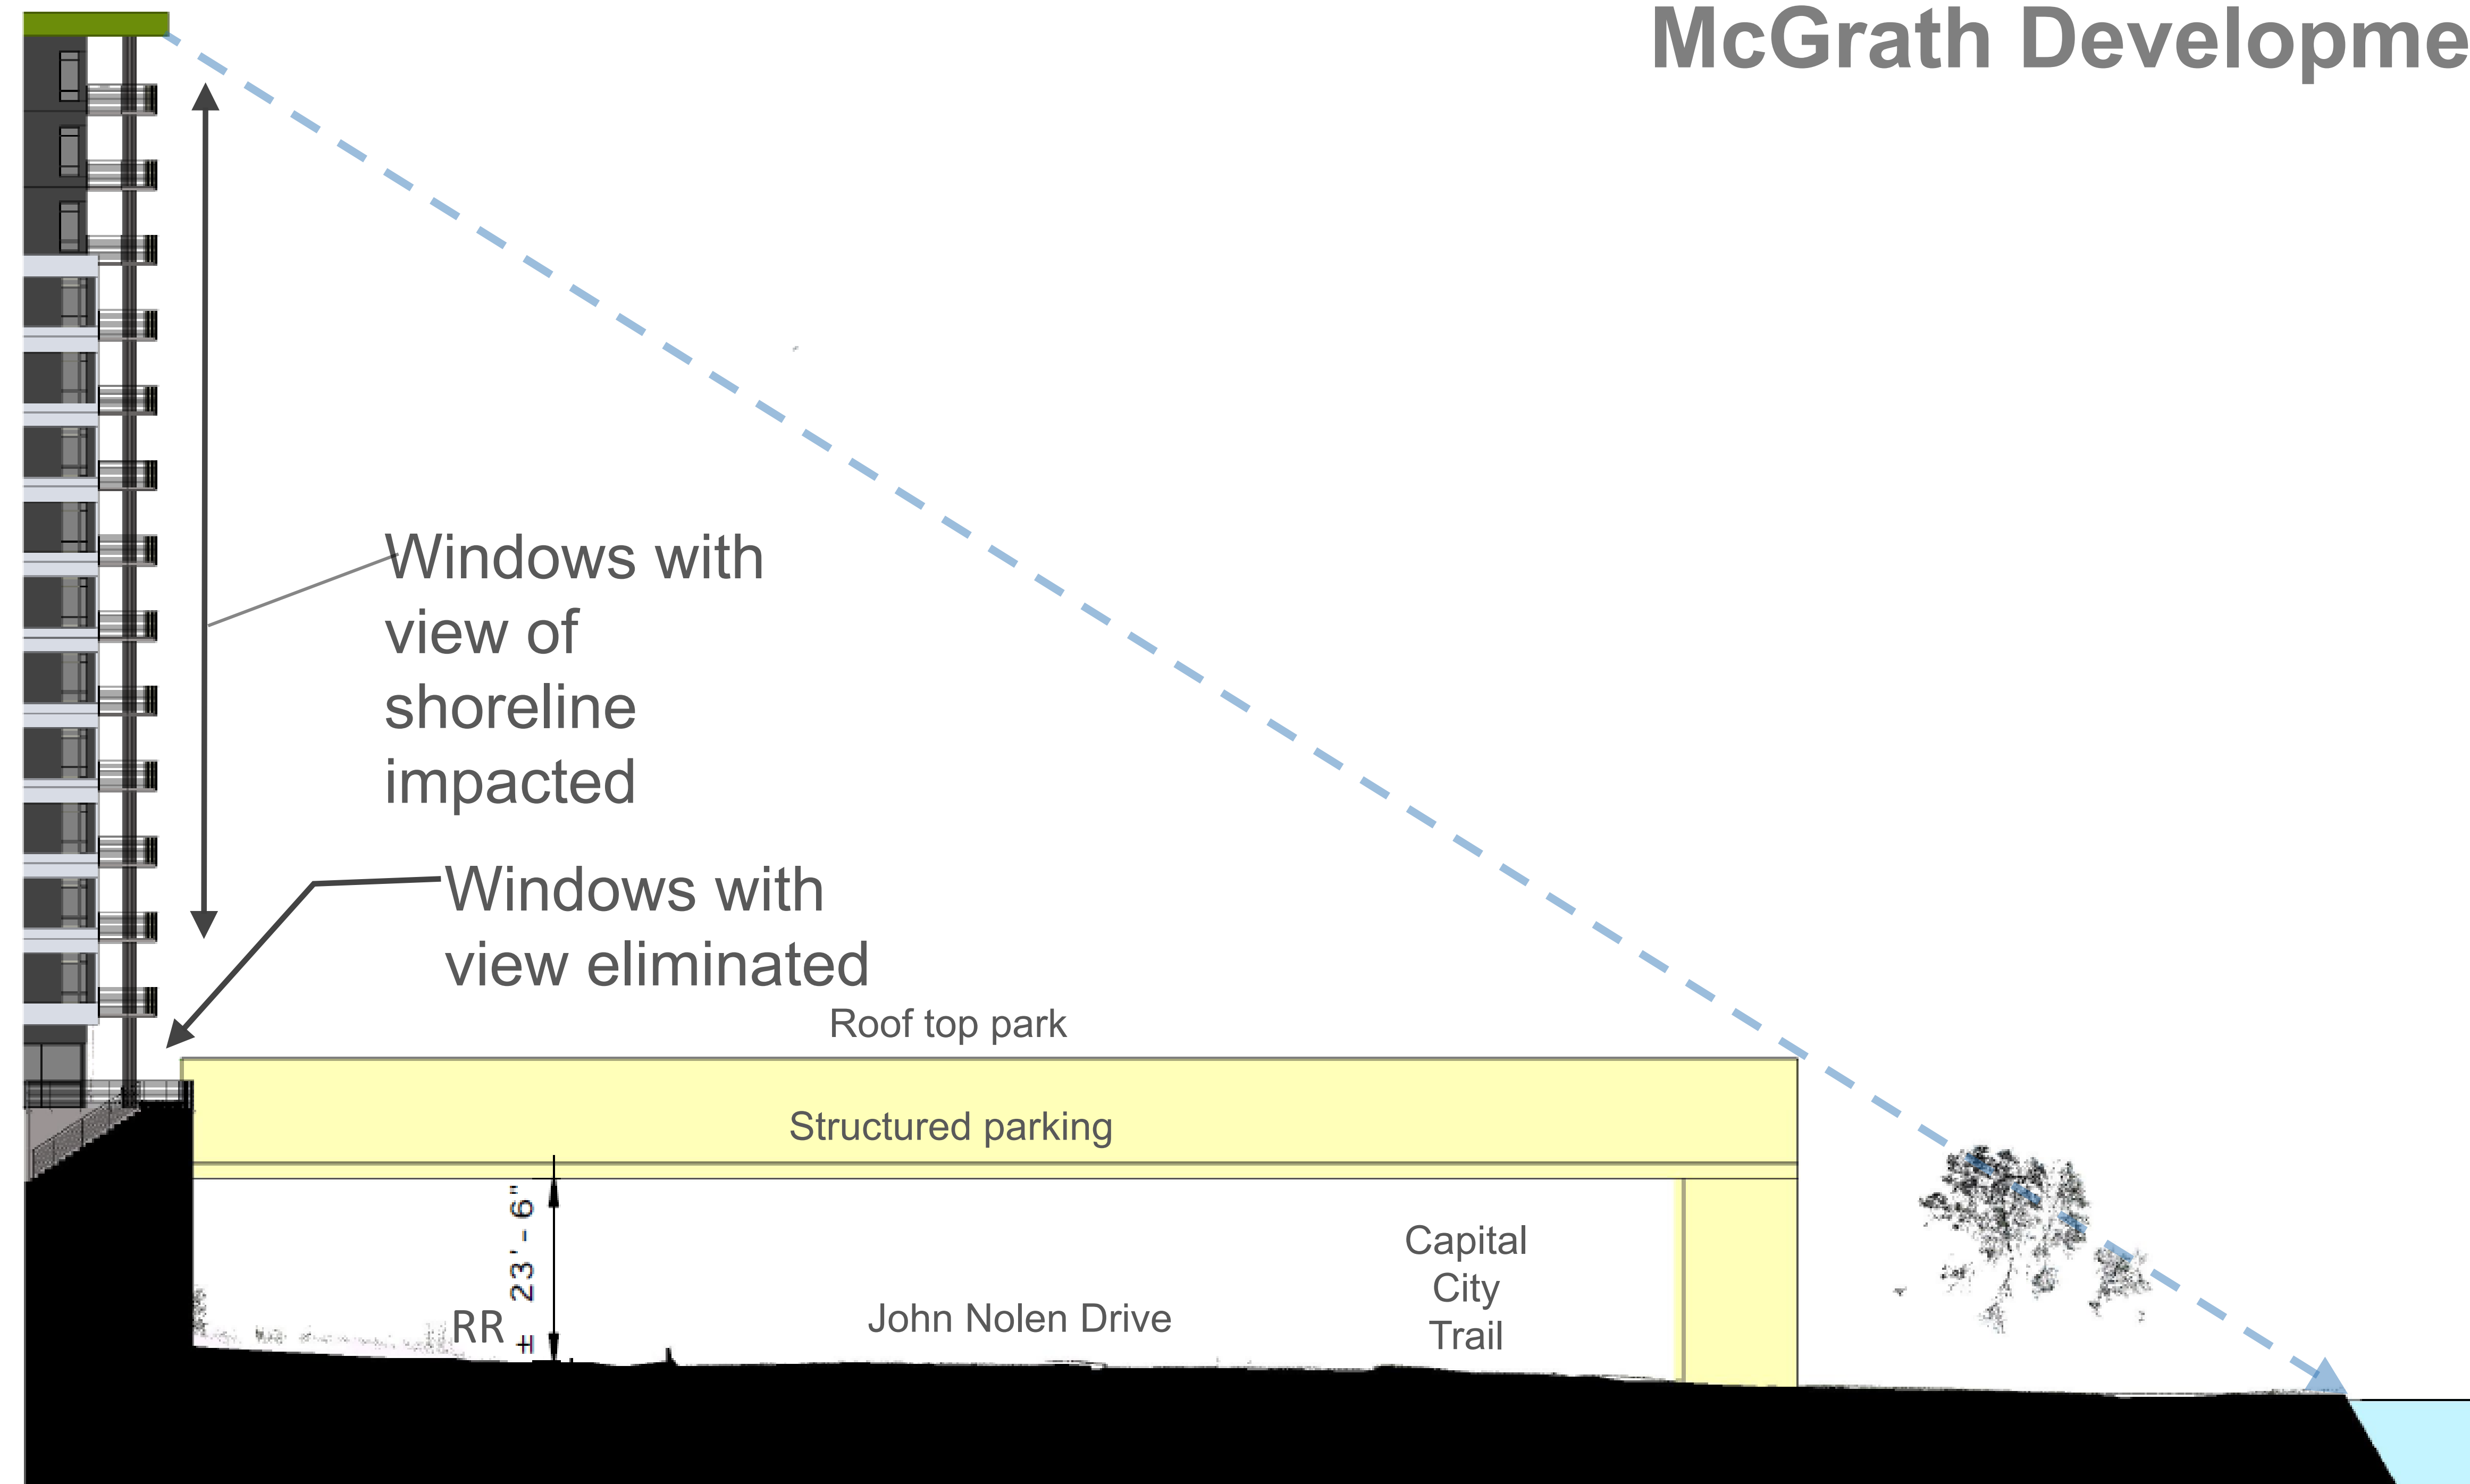 McGrath Developme
Windows with
view of
shoreline
impacted
Windows with
view eliminated
Roof top park
Structured parking
± 23'-6"
RR
John Nolen Drive
Capital
City
Trail